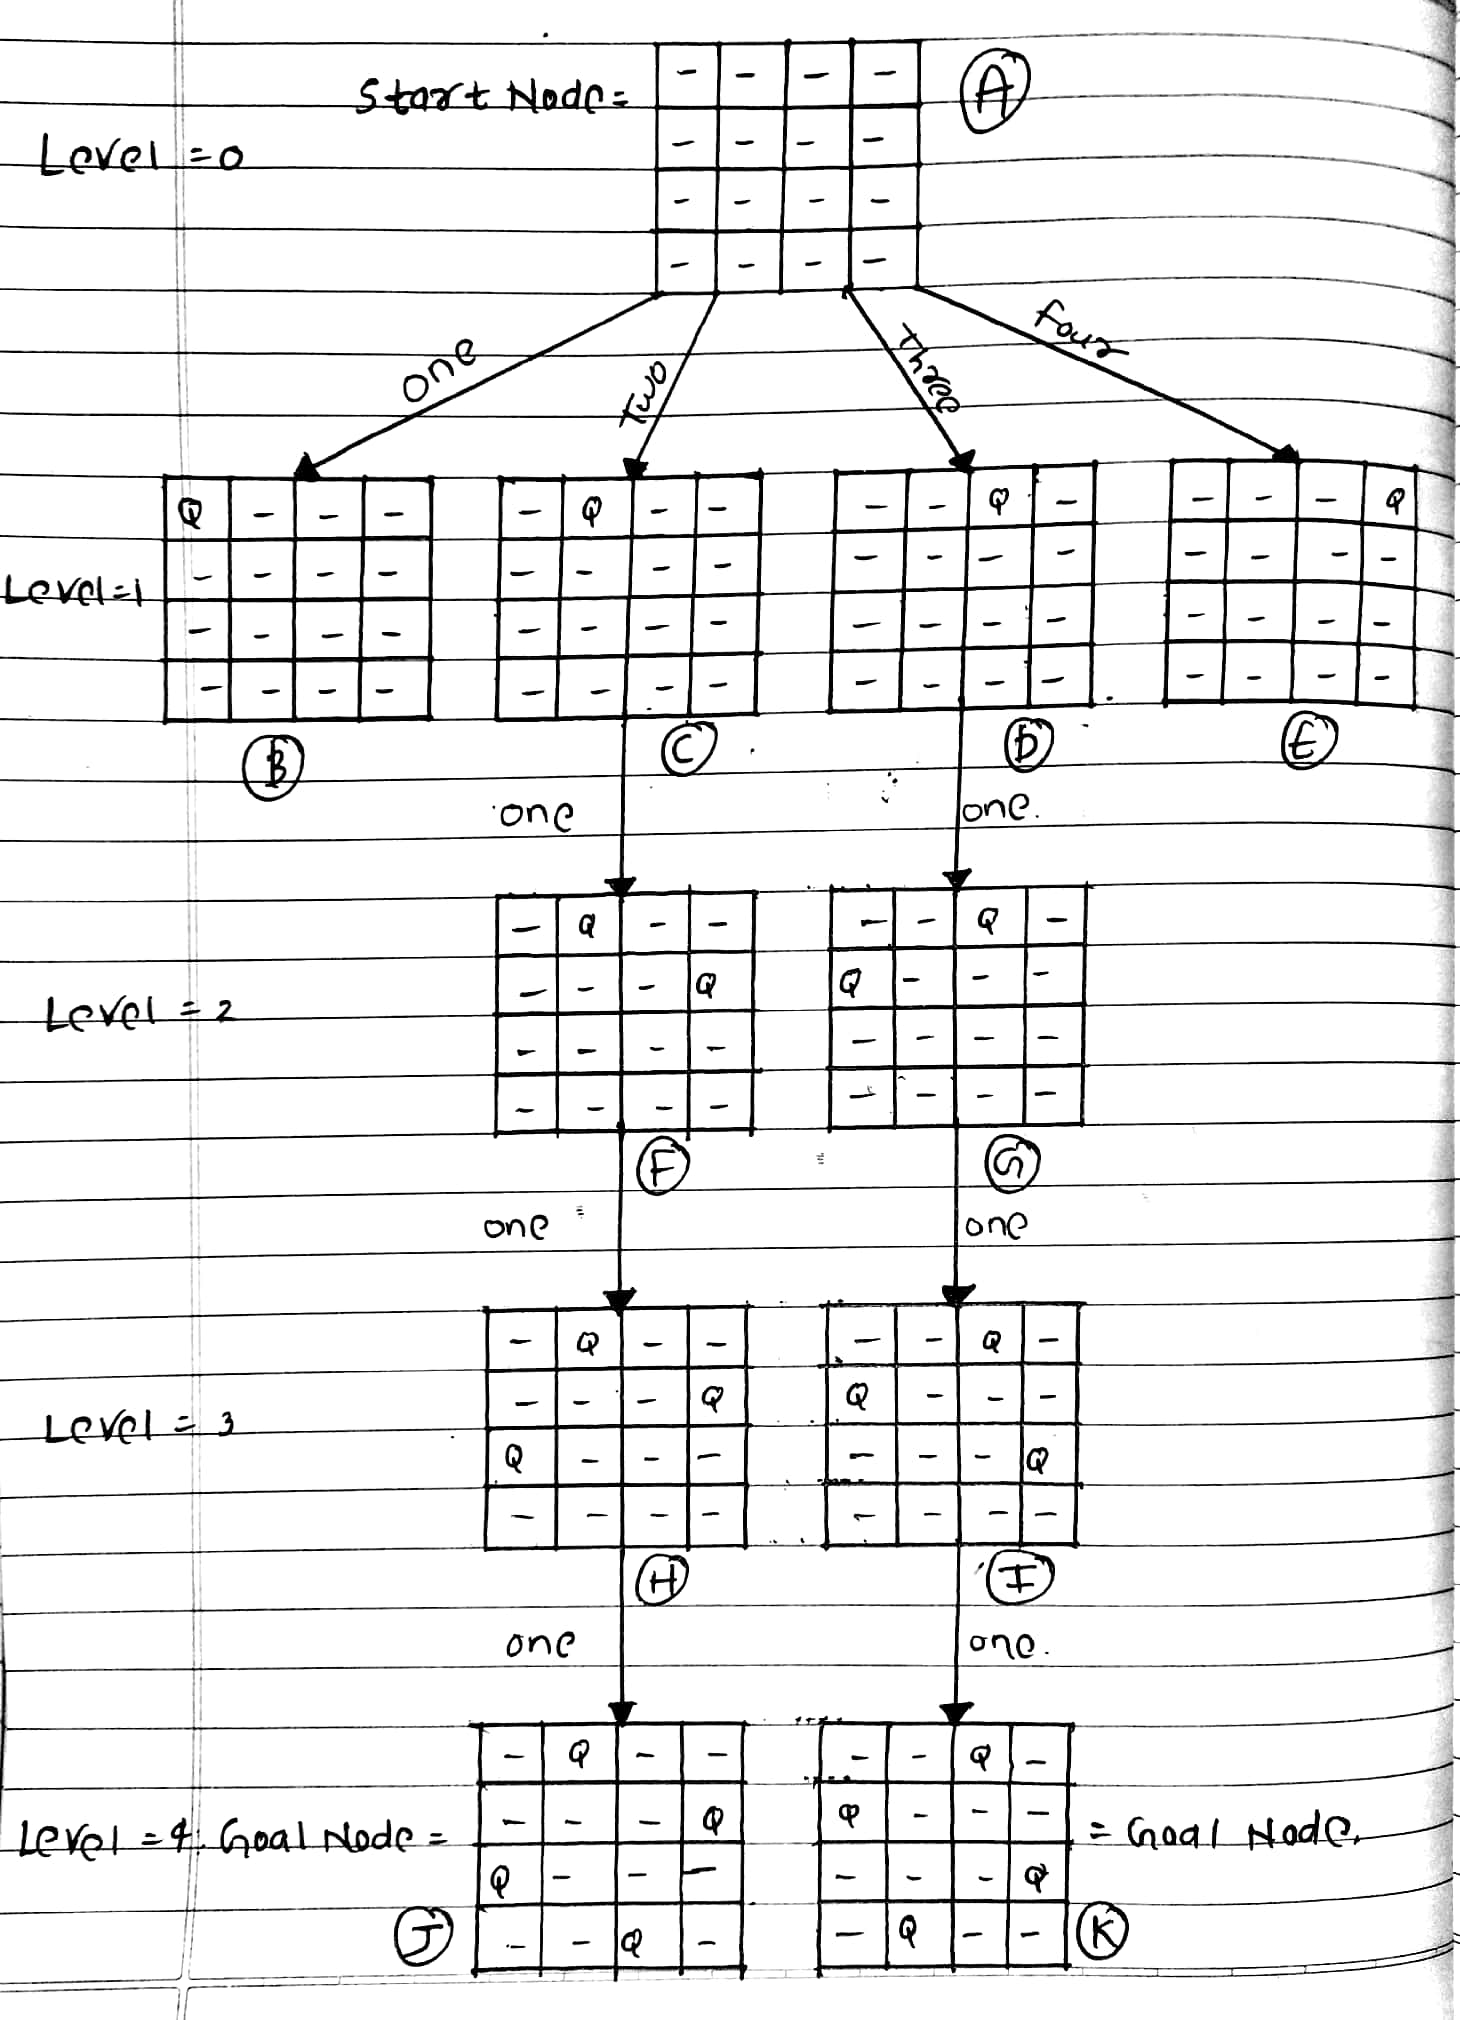 - - - -
Start Node= (A)
- - - -
Level = 0
- - - -
- - - -
one Two Three four
Q - - -
- Q - -
- - Q -
- - - Q
- - - -
- - - -
- - - -
- - - -
Level=1
- - - -
- - - -
- - - -
- - - -
- - - -
- - - -
- - - -
- - - -
(B) (C) (D) (E)
one one.
- Q - -
- - Q -
- - - Q
Q - - -
Level = 2
- - - -
- - - -
- - - -
- - - -
(F) (G)
one one
- Q - -
- - Q -
- - - Q
Q - - -
Level = 3
Q - - -
- - - Q
- - - -
- - - -
(H) (I)
one one.
- Q - -
- - Q -
- - - Q
Q - - -
Level = 4. Goal Node = = Goal Node.
Q - - -
- - - Q
(J) - - Q -
- Q - - (K)